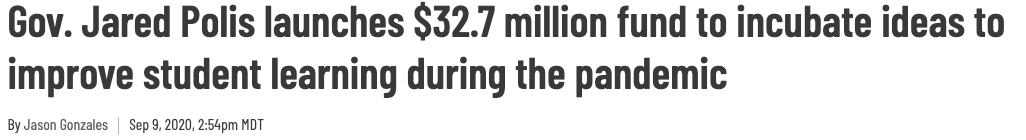 Gov. Jared Polis launches $32.7 million fund to incubate ideas to
improve student learning during the pandemic
By Jason Gonzales | Sep 9, 2020, 2:54pm MDT